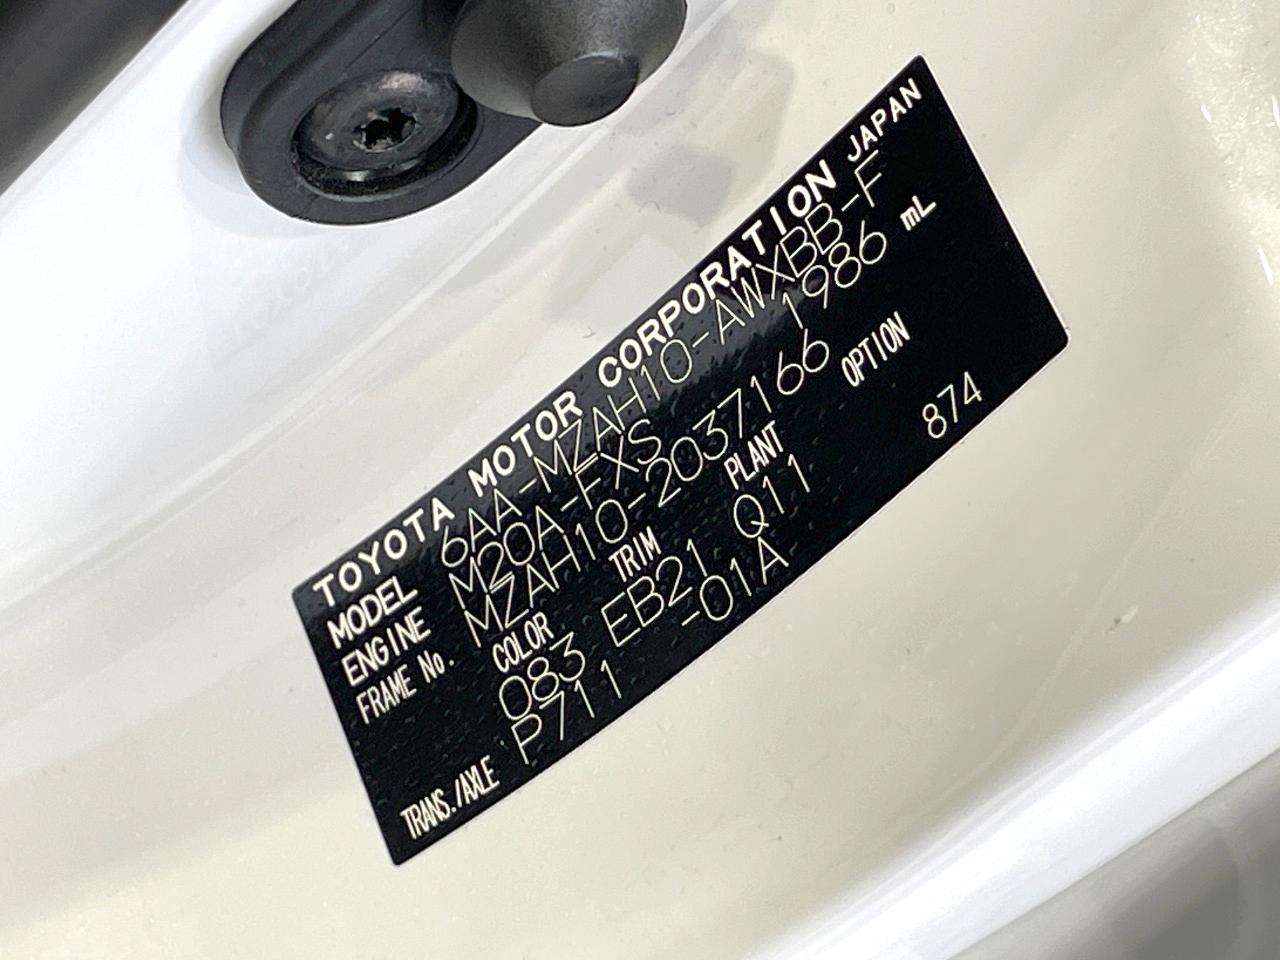 TOYOTA MOTOR CORPORATION JAPAN
MODEL 6AA-MZAH10-AWXBB-F
ENGINE M20A-FXS 1986 mL
FRAME No. MZAH10-2037166
COLOR TRIM PLANT OPTION
083 EB21 Q11 874
TRANS./AXLE P711 -01A